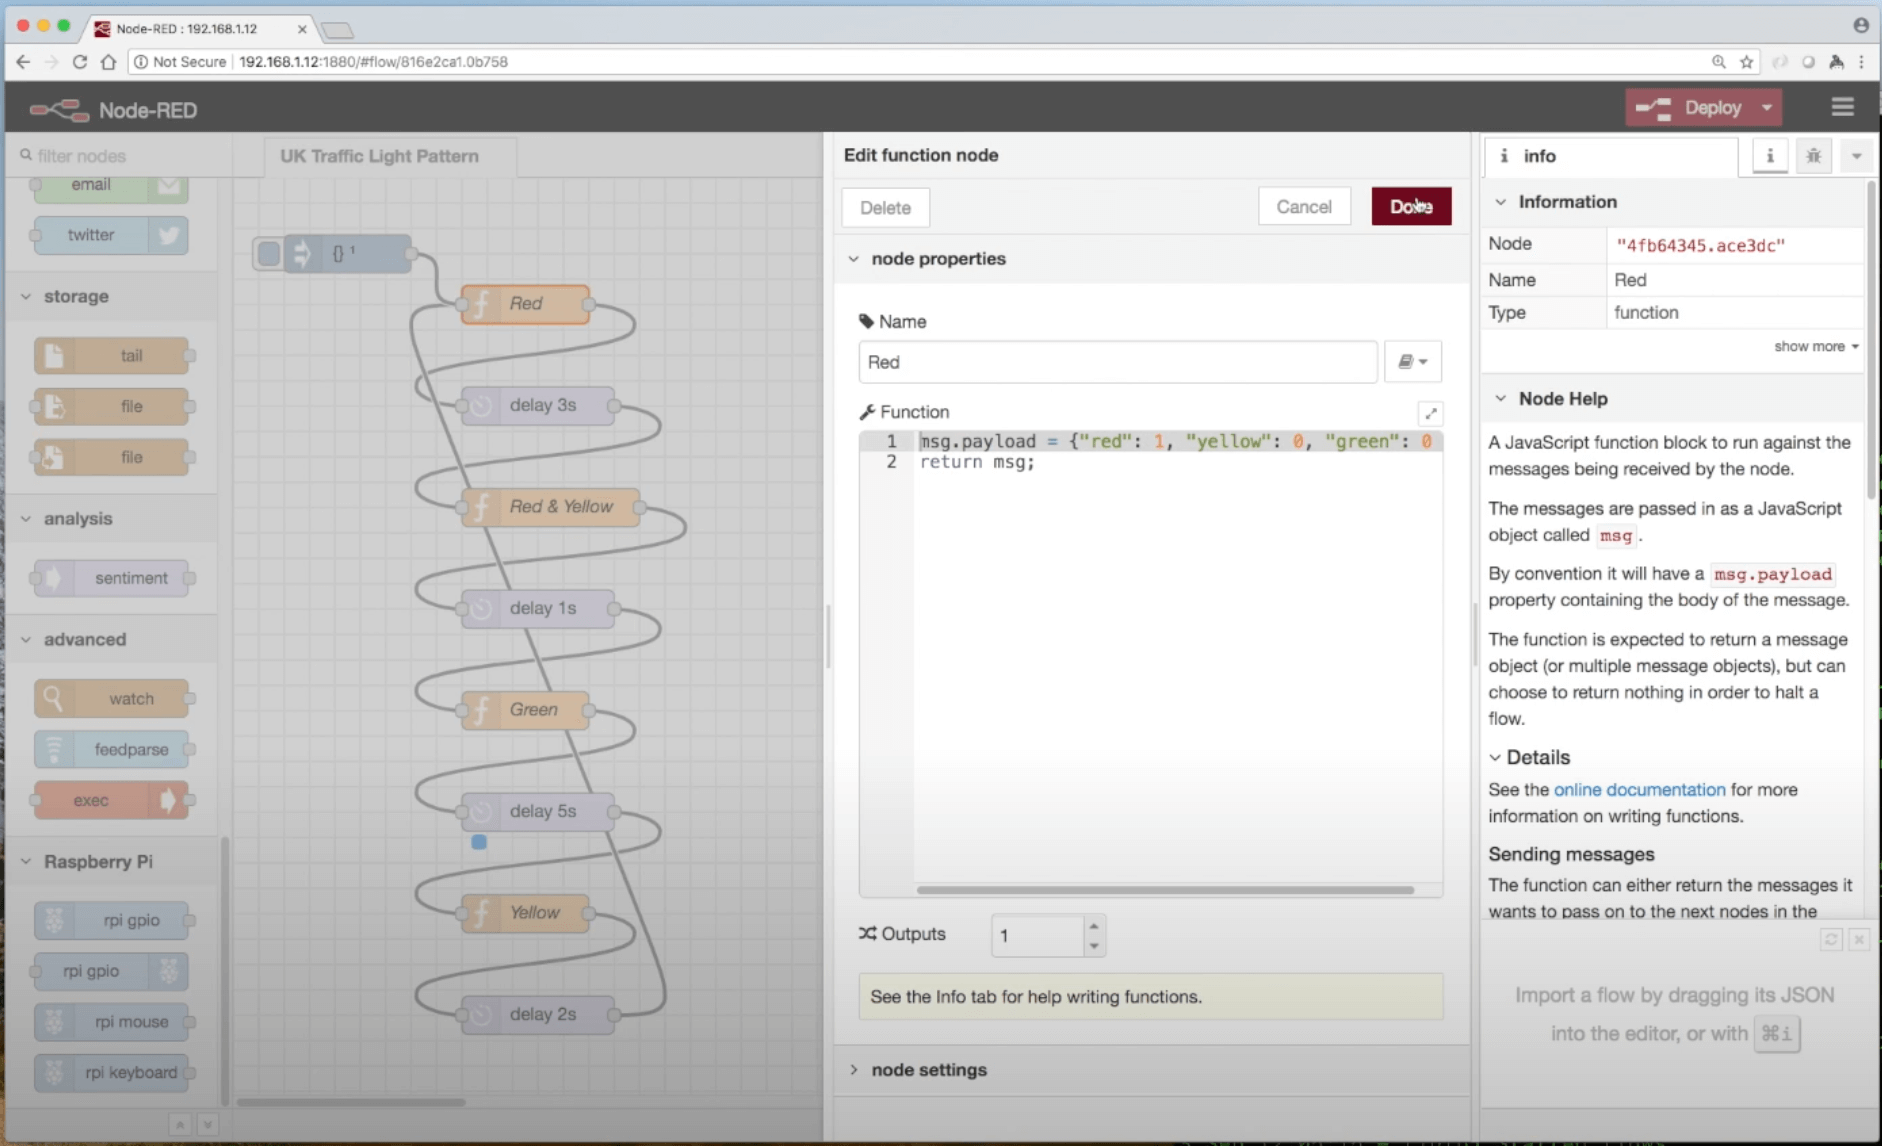 Node-RED : 192.168.1.12
Not Secure
192.168.1.12:1880/#flow/816e2ca1.0b758
Node-RED
Deploy
filter nodes
email
twitter
storage
tail
file
file
analysis
sentiment
advanced
watch
feedparse
exec
Raspberry Pi
rpi gpio
rpi gpio
rpi mouse
rpi keyboard
UK Traffic Light Pattern
{} ¹
Red
delay 3s
Red & Yellow
delay 1s
Green
delay 5s
Yellow
delay 2s
Edit function node
Delete
Cancel
Done
node properties
Name
Red
Function
1 msg.payload = {"red": 1, "yellow": 0, "green": 0
2 return msg;
Outputs
1
See the Info tab for help writing functions.
node settings
info
Information
Node "4fb64345.ace3dc"
Name Red
Type function
show more
Node Help
A JavaScript function block to run against the
messages being received by the node.
The messages are passed in as a JavaScript
object called msg .
By convention it will have a msg.payload
property containing the body of the message.
The function is expected to return a message
object (or multiple message objects), but can
choose to return nothing in order to halt a
flow.
Details
See the online documentation for more
information on writing functions.
Sending messages
The function can either return the messages it
wants to pass on to the next nodes in the
Import a flow by dragging its JSON
into the editor, or with ⌘i